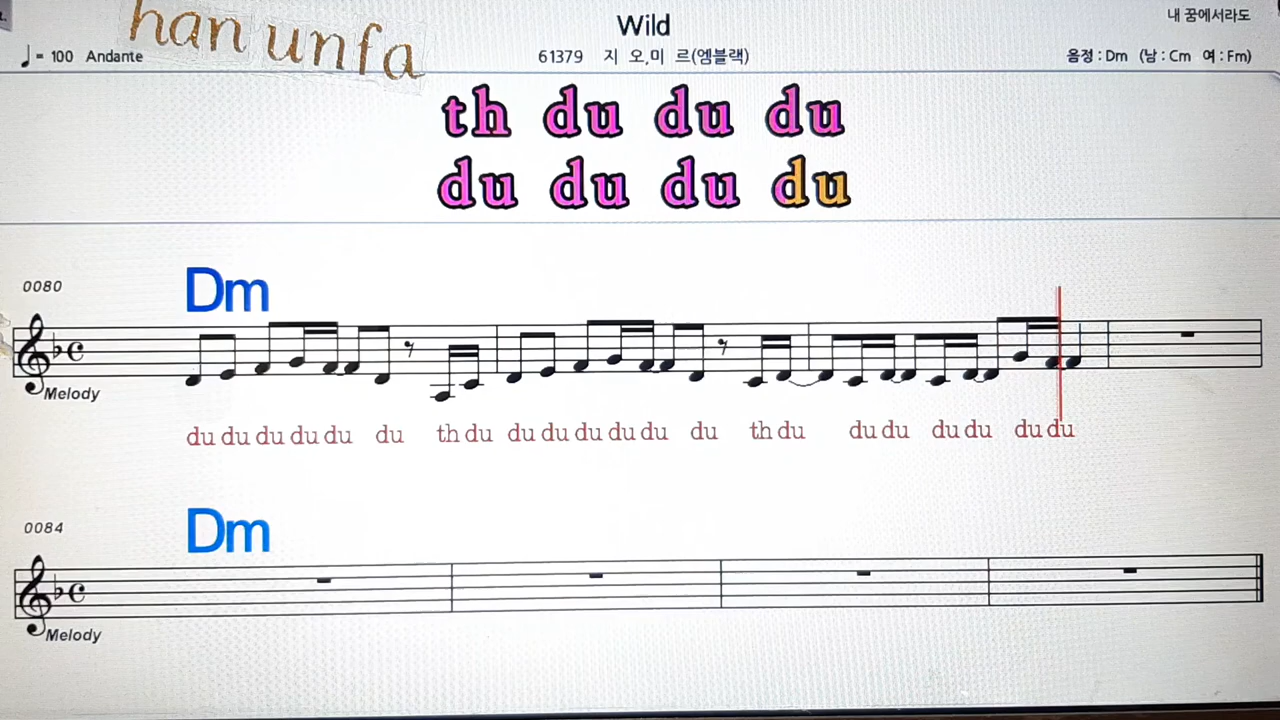 han unfa
Wild
내 꿈에서라도
♩ = 100 Andante
61379 지 오,미 르(엠블랙)
음정 : Dm (남 : Cm 여 : Fm)
th du du du
du du du du
0080
Dm
Melody
du du du du du du th du du du du du du du th du du du du du du du
0084
Dm
Melody